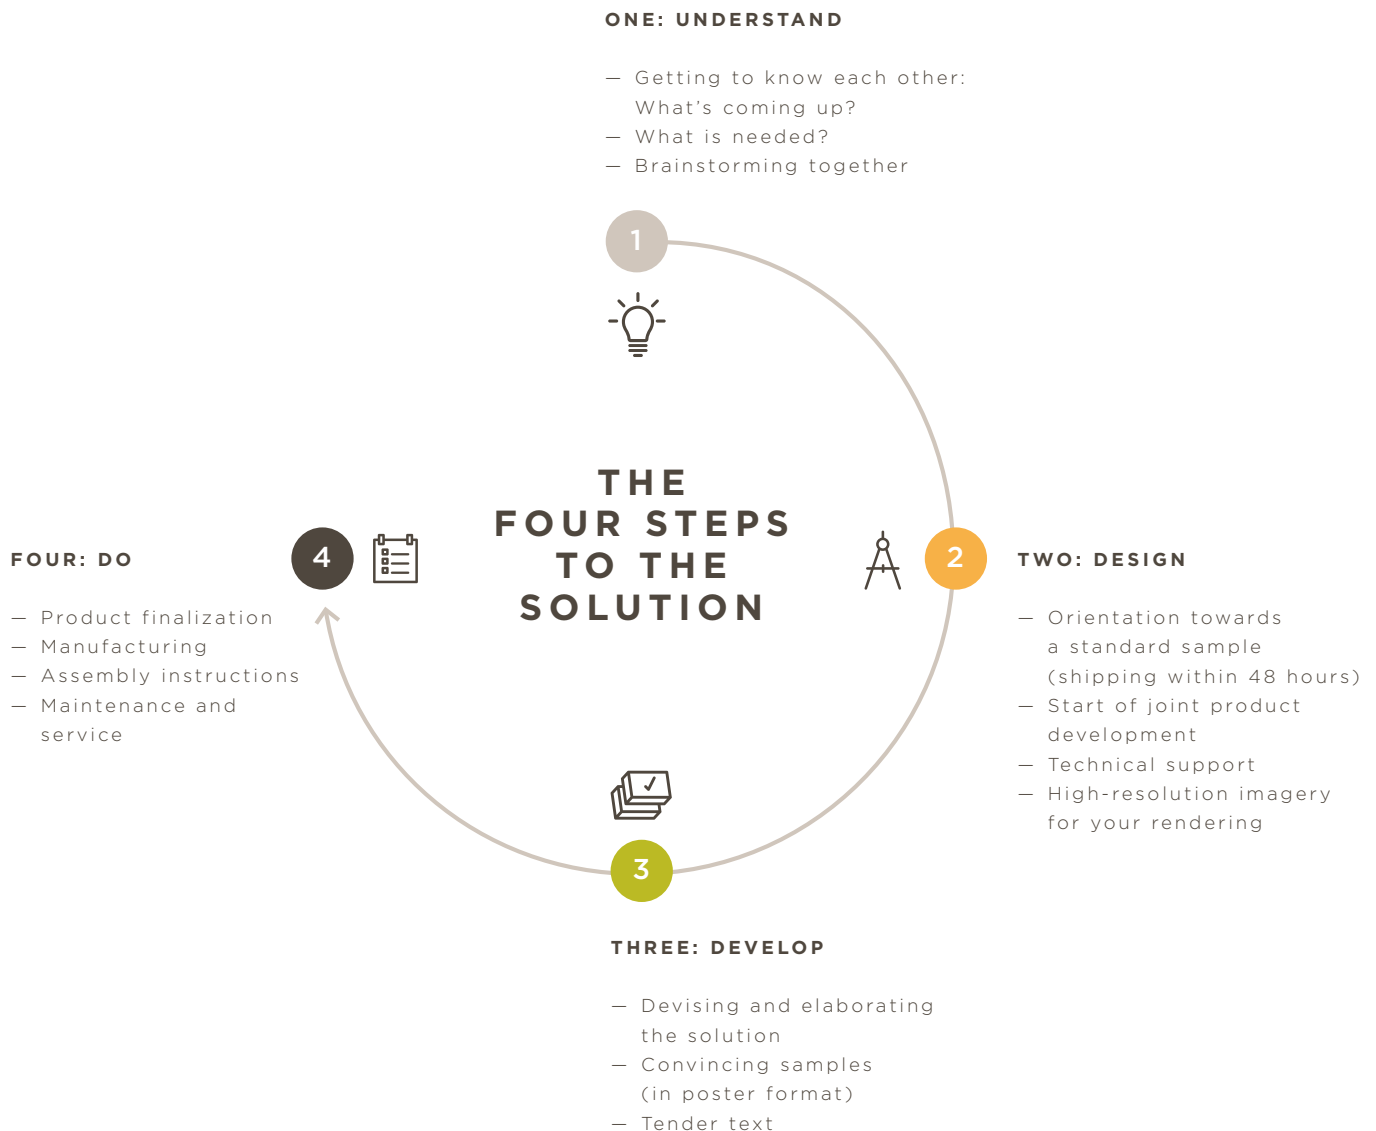 ONE: UNDERSTAND
— Getting to know each other:
What's coming up?
— What is needed?
— Brainstorming together
1
THE
FOUR STEPS
TO THE
SOLUTION
2
TWO: DESIGN
— Orientation towards
a standard sample
(shipping within 48 hours)
— Start of joint product
development
— Technical support
— High-resolution imagery
for your rendering
3
THREE: DEVELOP
— Devising and elaborating
the solution
— Convincing samples
(in poster format)
— Tender text
4
FOUR: DO
— Product finalization
— Manufacturing
— Assembly instructions
— Maintenance and
service